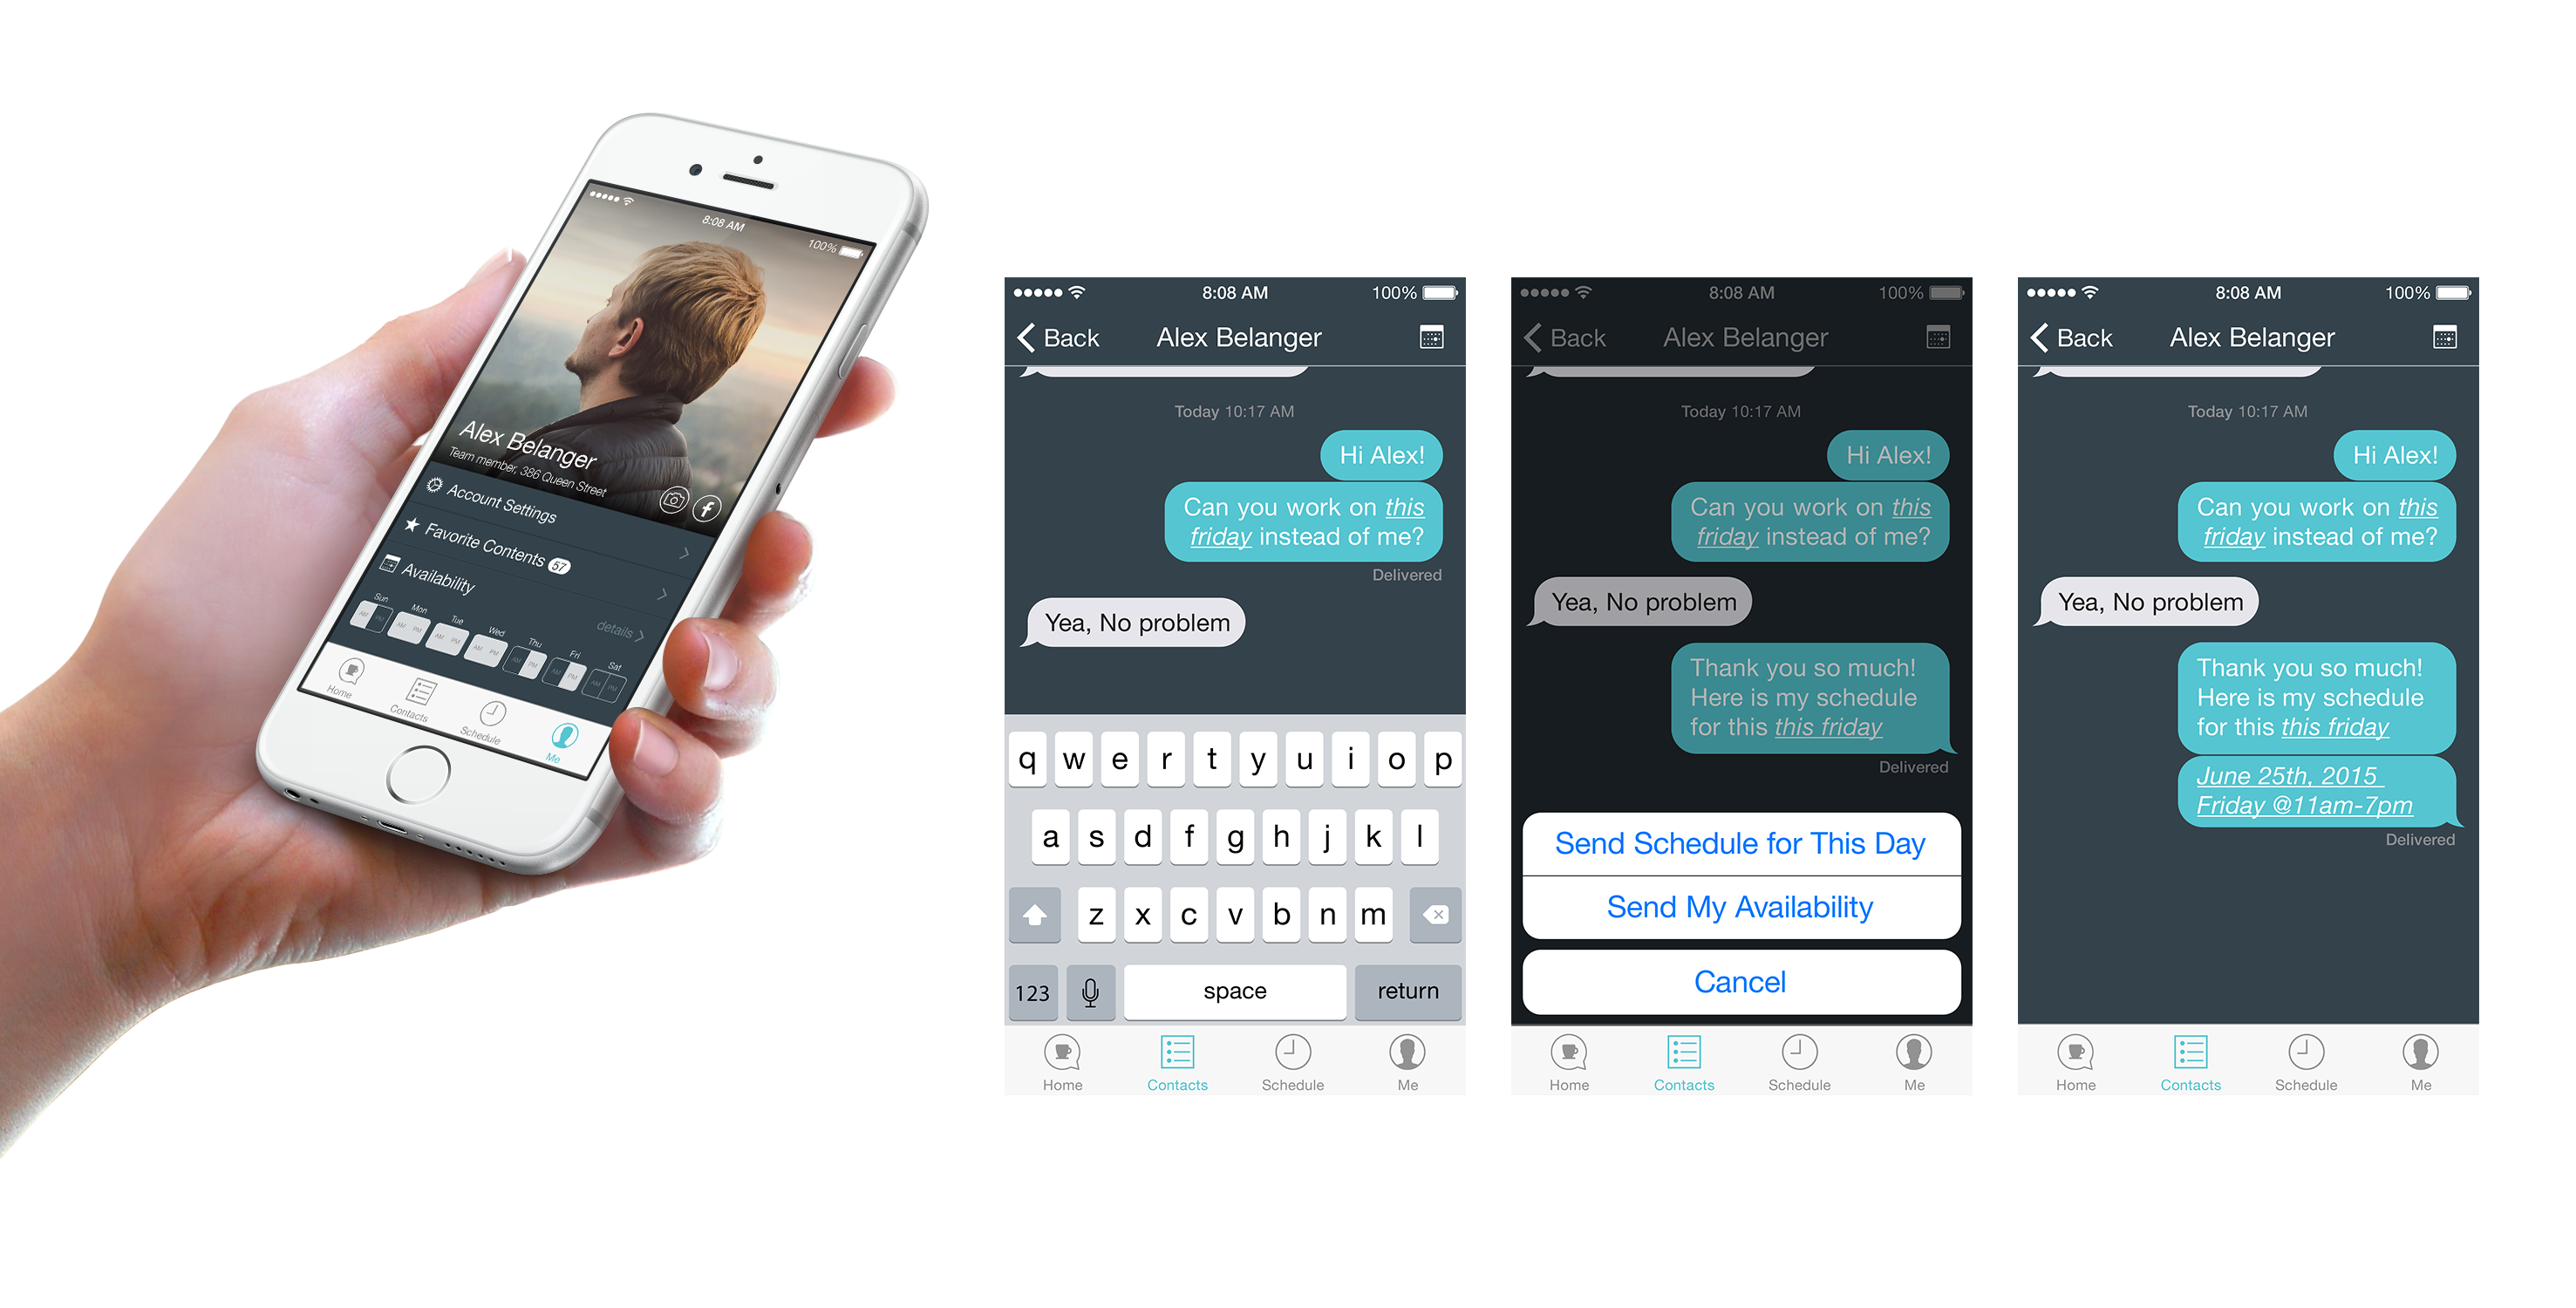 8:08 AM
100%
Alex Belanger
Team member, 386 Queen Street
f
Account Settings
Favorite Contents 57
Availability
details
Sun Mon Tue Wed Thu Fri Sat
AM PM AM PM AM PM AM PM AM PM AM PM AM PM
Home Contacts Schedule Me
8:08 AM 100%
Back Alex Belanger
Today 10:17 AM
Hi Alex!
Can you work on this
friday instead of me?
Delivered
Yea, No problem
q w e r t y u i o p
a s d f g h j k l
z x c v b n m
123 space return
Home Contacts Schedule Me
8:08 AM 100%
Back Alex Belanger
Today 10:17 AM
Hi Alex!
Can you work on this
friday instead of me?
Yea, No problem
Thank you so much!
Here is my schedule
for this this friday
Delivered
Send Schedule for This Day
Send My Availability
Cancel
Home Contacts Schedule Me
8:08 AM 100%
Back Alex Belanger
Today 10:17 AM
Hi Alex!
Can you work on this
friday instead of me?
Yea, No problem
Thank you so much!
Here is my schedule
for this this friday
June 25th, 2015
Friday @11am-7pm
Delivered
Home Contacts Schedule Me